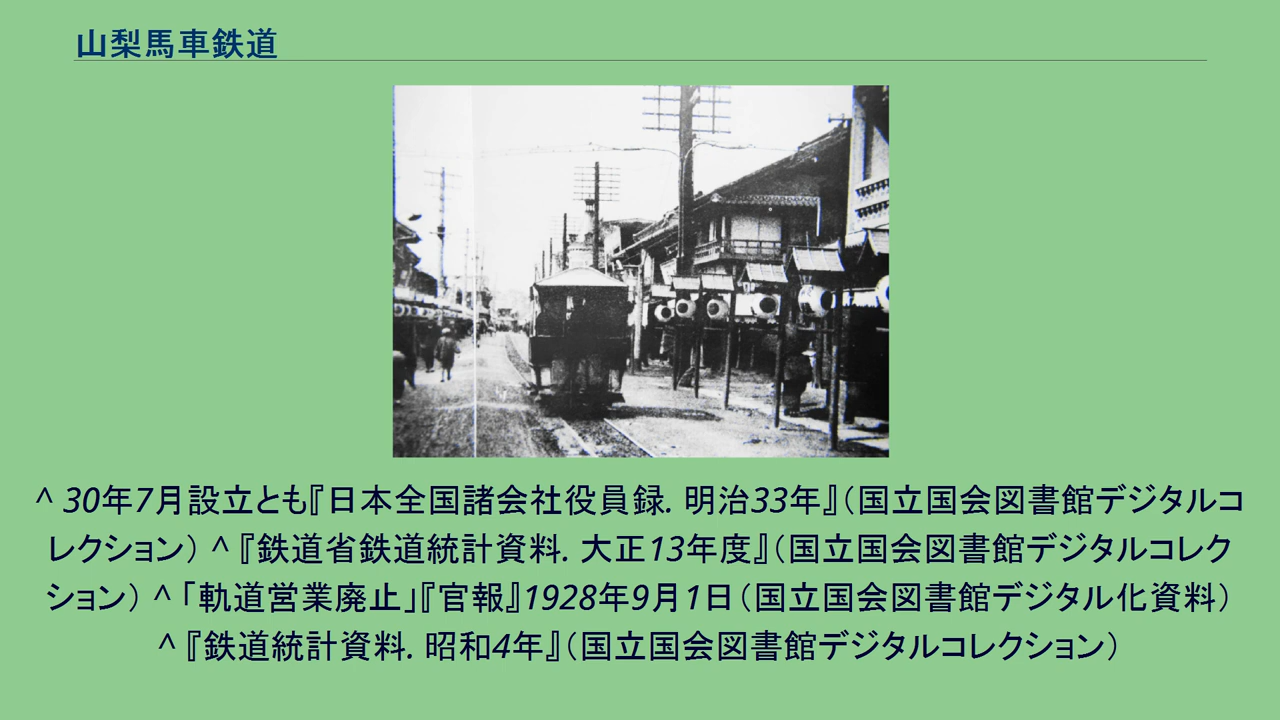 山梨馬車鉄道
^ 30年7月設立とも『日本全国諸会社役員録. 明治33年』(国立国会図書館デジタルコ
レクション) ^ 『鉄道省鉄道統計資料. 大正13年度』(国立国会図書館デジタルコレク
ション) ^ 「軌道営業廃止」『官報』1928年9月1日(国立国会図書館デジタル化資料)
^ 『鉄道統計資料. 昭和4年』(国立国会図書館デジタルコレクション)